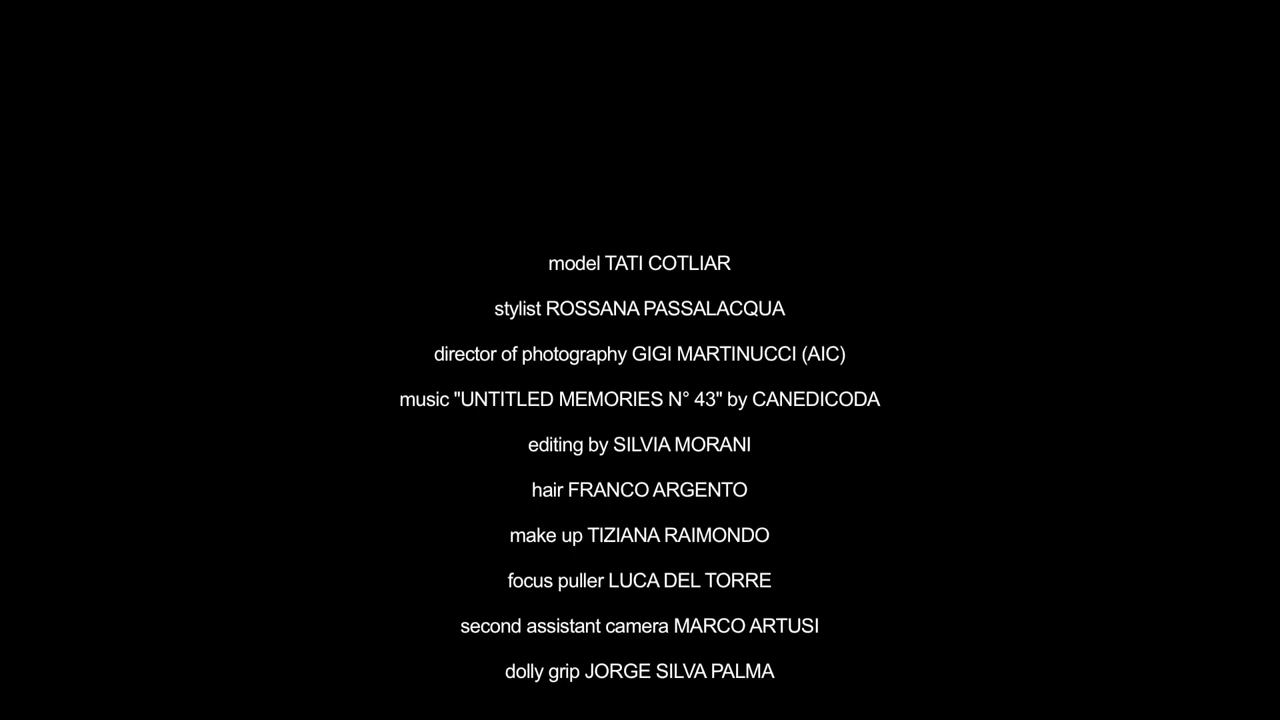 model TATI COTLIAR
stylist ROSSANA PASSALACQUA
director of photography GIGI MARTINUCCI (AIC)
music "UNTITLED MEMORIES N° 43" by CANEDICODA
editing by SILVIA MORANI
hair FRANCO ARGENTO
make up TIZIANA RAIMONDO
focus puller LUCA DEL TORRE
second assistant camera MARCO ARTUSI
dolly grip JORGE SILVA PALMA